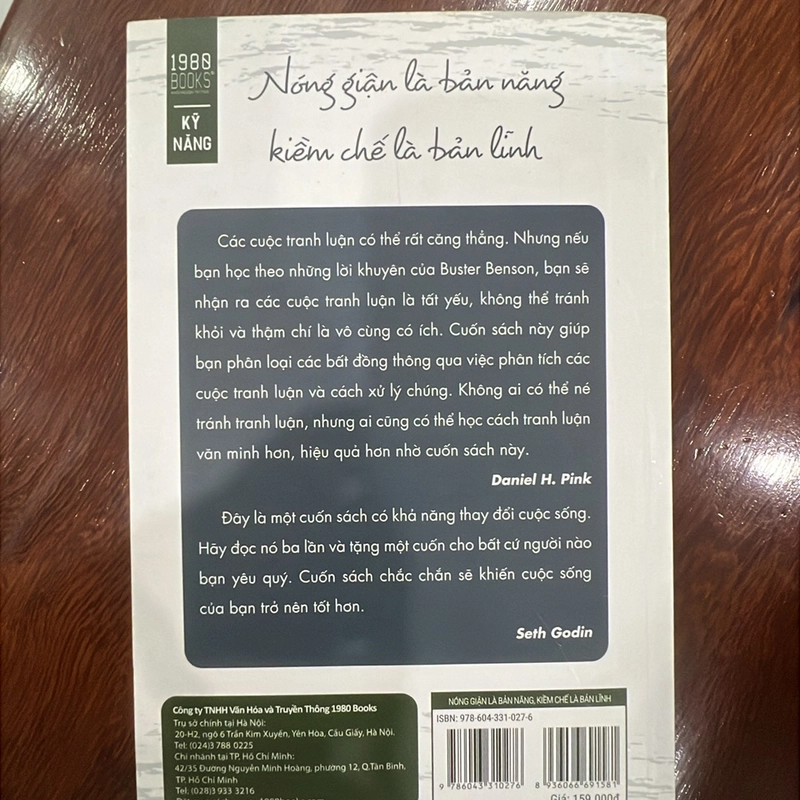 1980
BOOKS
KỸ
NĂNG
Nóng giận là bản năng
kiềm chế là bản lĩnh
Các cuộc tranh luận có thể rất căng thẳng. Nhưng nếu
bạn học theo những lời khuyên của Buster Benson, bạn sẽ
nhận ra các cuộc tranh luận là tất yếu, không thể tránh
khỏi và thậm chí là vô cùng có ích. Cuốn sách này giúp
bạn phân loại các bất đồng thông qua việc phân tích các
cuộc tranh luận và cách xử lý chúng. Không ai có thể né
tránh tranh luận, nhưng ai cũng có thể học cách tranh luận
văn minh hơn, hiệu quả hơn nhờ cuốn sách này.
Daniel H. Pink
Đây là một cuốn sách có khả năng thay đổi cuộc sống.
Hãy đọc nó ba lần và tặng một cuốn cho bất cứ người nào
bạn yêu quý. Cuốn sách chắc chắn sẽ khiến cuộc sống
của bạn trở nên tốt hơn.
Seth Godin
Công ty TNHH Văn Hóa và Truyền Thông 1980 Books
Trụ sở chính tại Hà Nội:
20-H2, ngõ 6 Trần Kim Xuyến, Yên Hòa, Cầu Giấy, Hà Nội.
Tel: (024)3 788 0225
Chi nhánh tại TP. Hồ Chí Minh:
42/35 Đường Nguyễn Minh Hoàng, phường 12, Q.Tân Bình,
TP. Hồ Chí Minh
Tel: (028)3 933 3216
NÓNG GIẬN LÀ BẢN NĂNG, KIỀM CHẾ LÀ BẢN LĨNH
ISBN: 978-604-331-027-6
9 786043 310276
8 936066 691581
Giá: 159.000đ